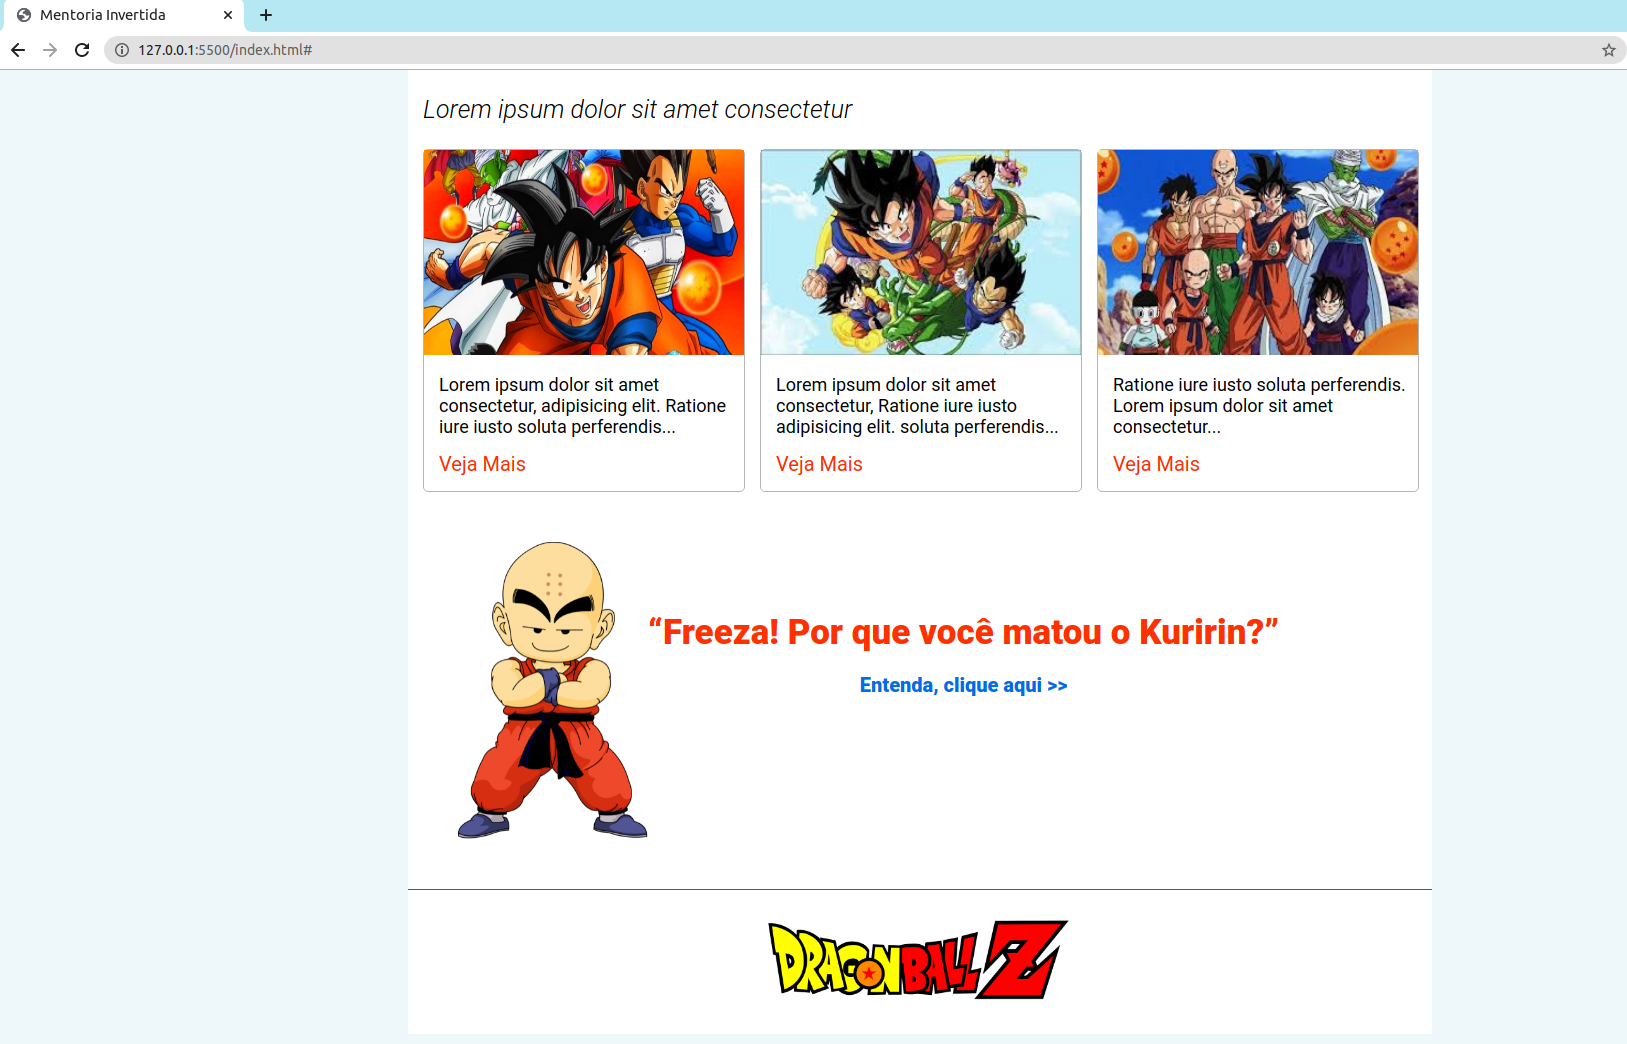 Mentoria Invertida
127.0.0.1:5500/index.html#
Lorem ipsum dolor sit amet consectetur
Lorem ipsum dolor sit amet
consectetur, adipisicing elit. Ratione
iure iusto soluta perferendis...
Veja Mais
Lorem ipsum dolor sit amet
consectetur, Ratione iure iusto
adipisicing elit. soluta perferendis...
Veja Mais
Ratione iure iusto soluta perferendis.
Lorem ipsum dolor sit amet
consectetur...
Veja Mais
“Freeza! Por que você matou o Kuririn?”
Entenda, clique aqui >>
DRAGONBALL Z